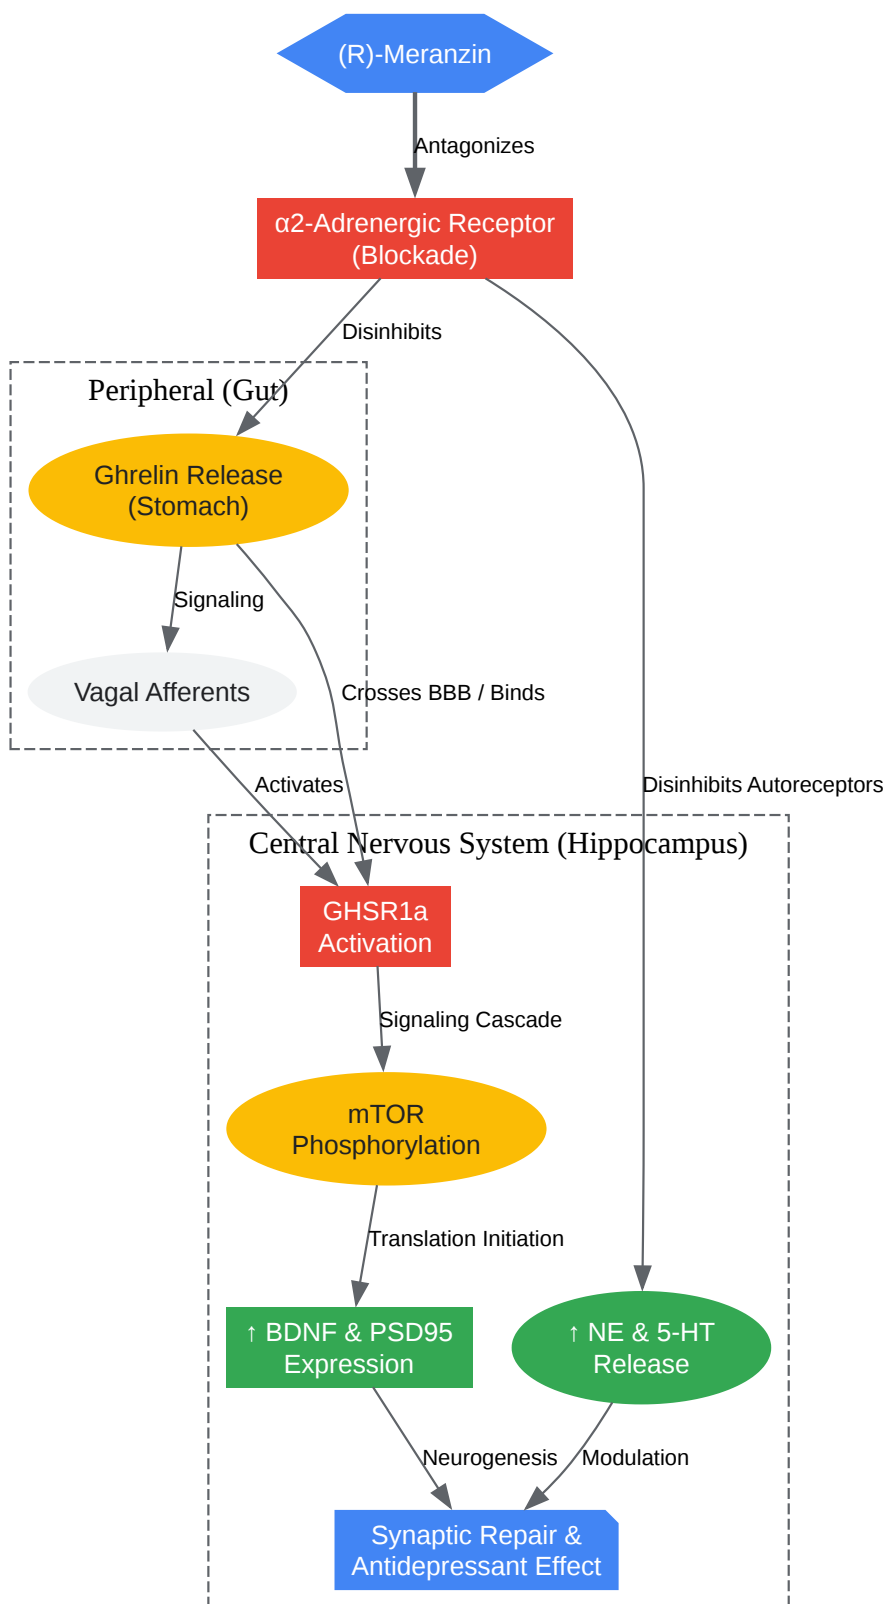 (R)-Meranzin
Antagonizes
α2-Adrenergic Receptor
(Blockade)
Disinhibits
Peripheral (Gut)
Ghrelin Release
(Stomach)
Signaling
Vagal Afferents
Crosses BBB / Binds
Activates
Disinhibits Autoreceptors
Central Nervous System (Hippocampus)
GHSR1a
Activation
Signaling Cascade
mTOR
Phosphorylation
Translation Initiation
↑ BDNF & PSD95
Expression
↑ NE & 5-HT
Release
Neurogenesis
Modulation
Synaptic Repair &
Antidepressant Effect